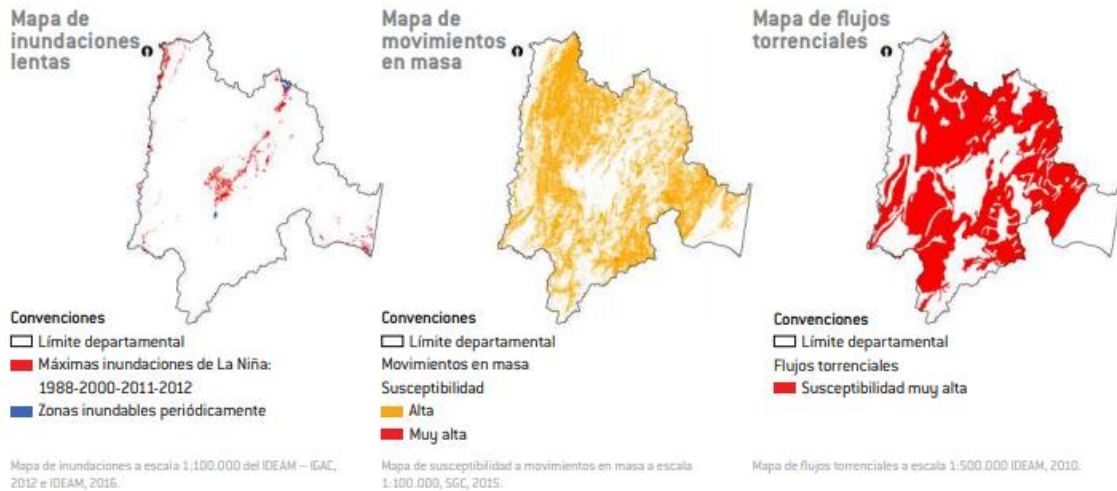 Mapa de
inundaciones
lentas
Convenciones
Límite departamental
Máximas inundaciones de La Niña:
1988-2000-2011-2012
Zonas inundables periódicamente
Mapa de inundaciones a escala 1:100.000 del IDEAM – IGAC,
2012 e IDEAM, 2016.
Mapa de
movimientos
en masa
Convenciones
Límite departamental
Movimientos en masa
Susceptibilidad
Alta
Muy alta
Mapa de susceptibilidad a movimientos en masa a escala
1:100.000, SGC, 2015.
Mapa de flujos
torrenciales
Convenciones
Límite departamental
Flujos torrenciales
Susceptibilidad muy alta
Mapa de flujos torrenciales a escala 1:500.000 IDEAM, 2010.